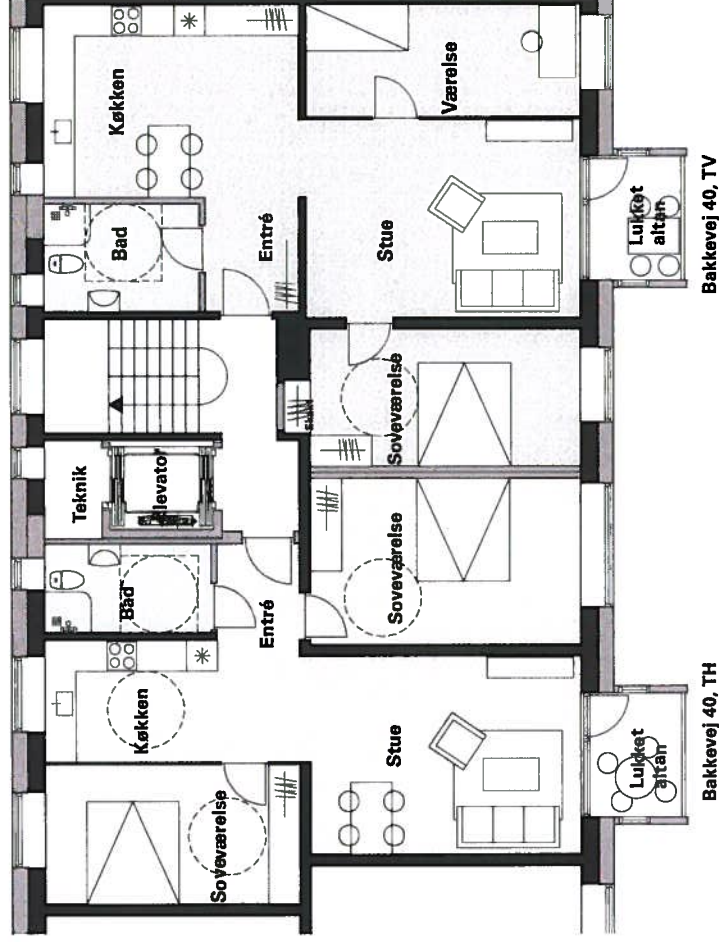 Teknik
Køkken
Bad
Bad
Køkken
Elevator
Soveværelse
Entré
Entré
Stue
Soveværelse
Soveværelse
Stue
Værelse
Lukket
altan
Lukket
altan
Bakkevej 40, TH
Bakkevej 40, TV